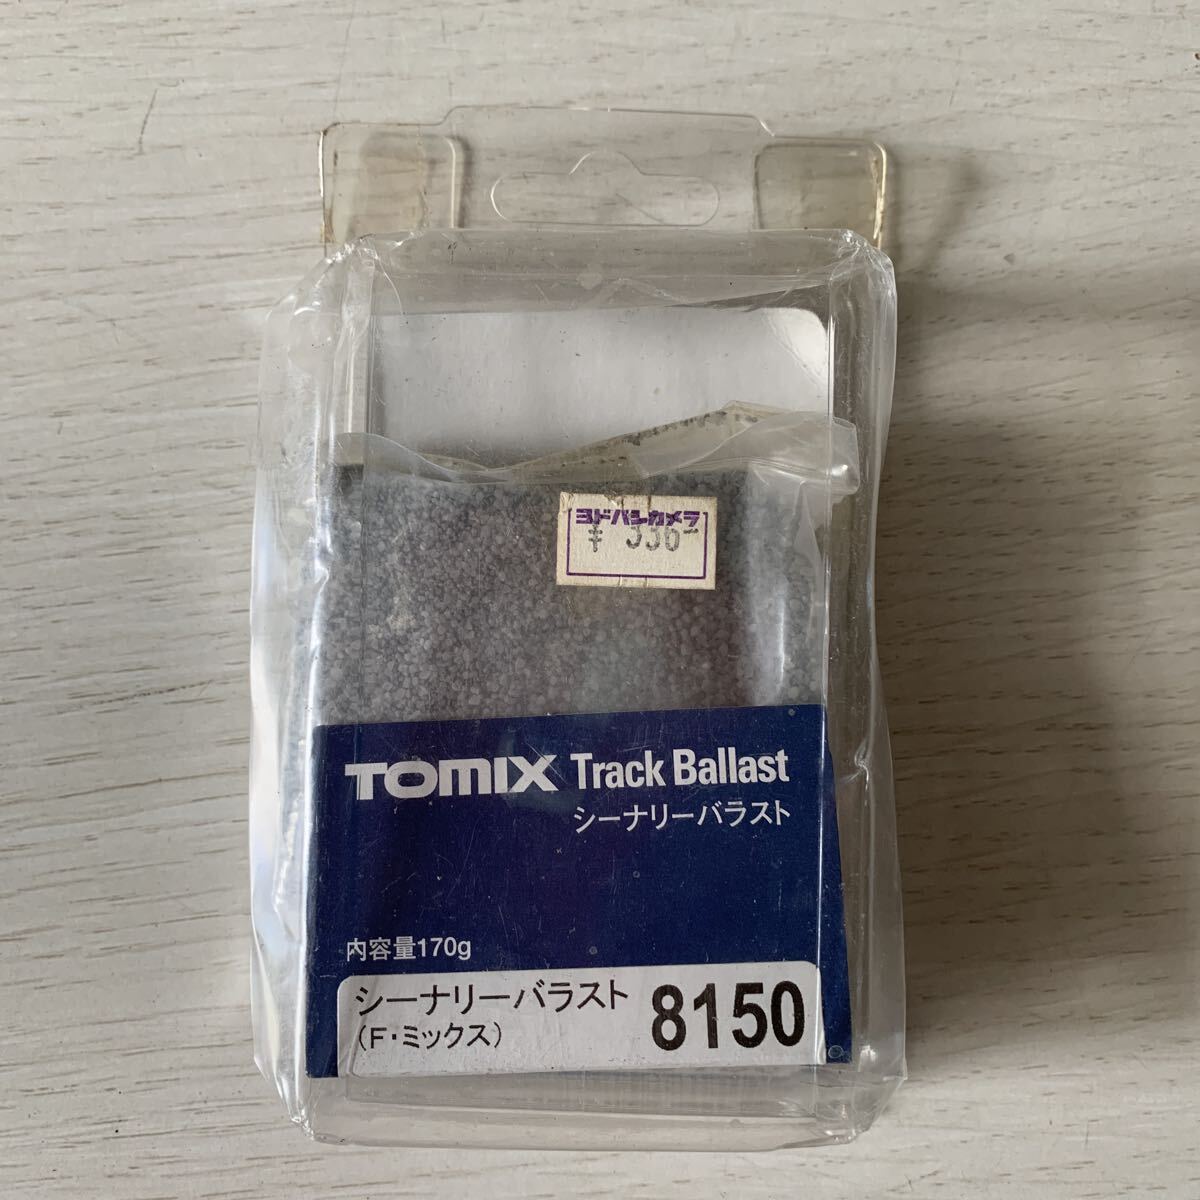 ヨドバシカメラ
¥ 336-
TOMIX Track Ballast
シーナリーバラスト
内容量170g
シーナリーバラスト
(F・ミックス)
8150